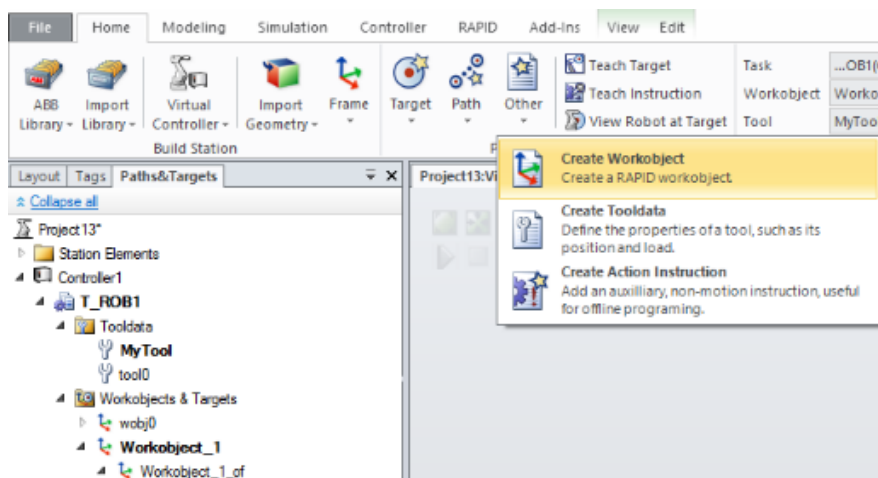 File Home Modeling Simulation Controller RAPID Add-Ins View Edit
ABB Library
Import Library
Virtual Controller
Import Geometry
Frame
Target
Path
Other
Teach Target
Teach Instruction
View Robot at Target
Task ...OB1(
Workobject Worko
Tool MyToo
Build Station
P
Create Workobject
Create a RAPID workobject.
Create Tooldata
Define the properties of a tool, such as its
position and load.
Create Action Instruction
Add an auxilliary, non-motion instruction, useful
for offline programing.
Layout Tags Paths&Targets
Collapse all
Project13*
Station Elements
Controller1
T_ROB1
Tooldata
MyTool
tool0
Workobjects & Targets
wobj0
Workobject_1
Workobject_1_of
Project13:Vi